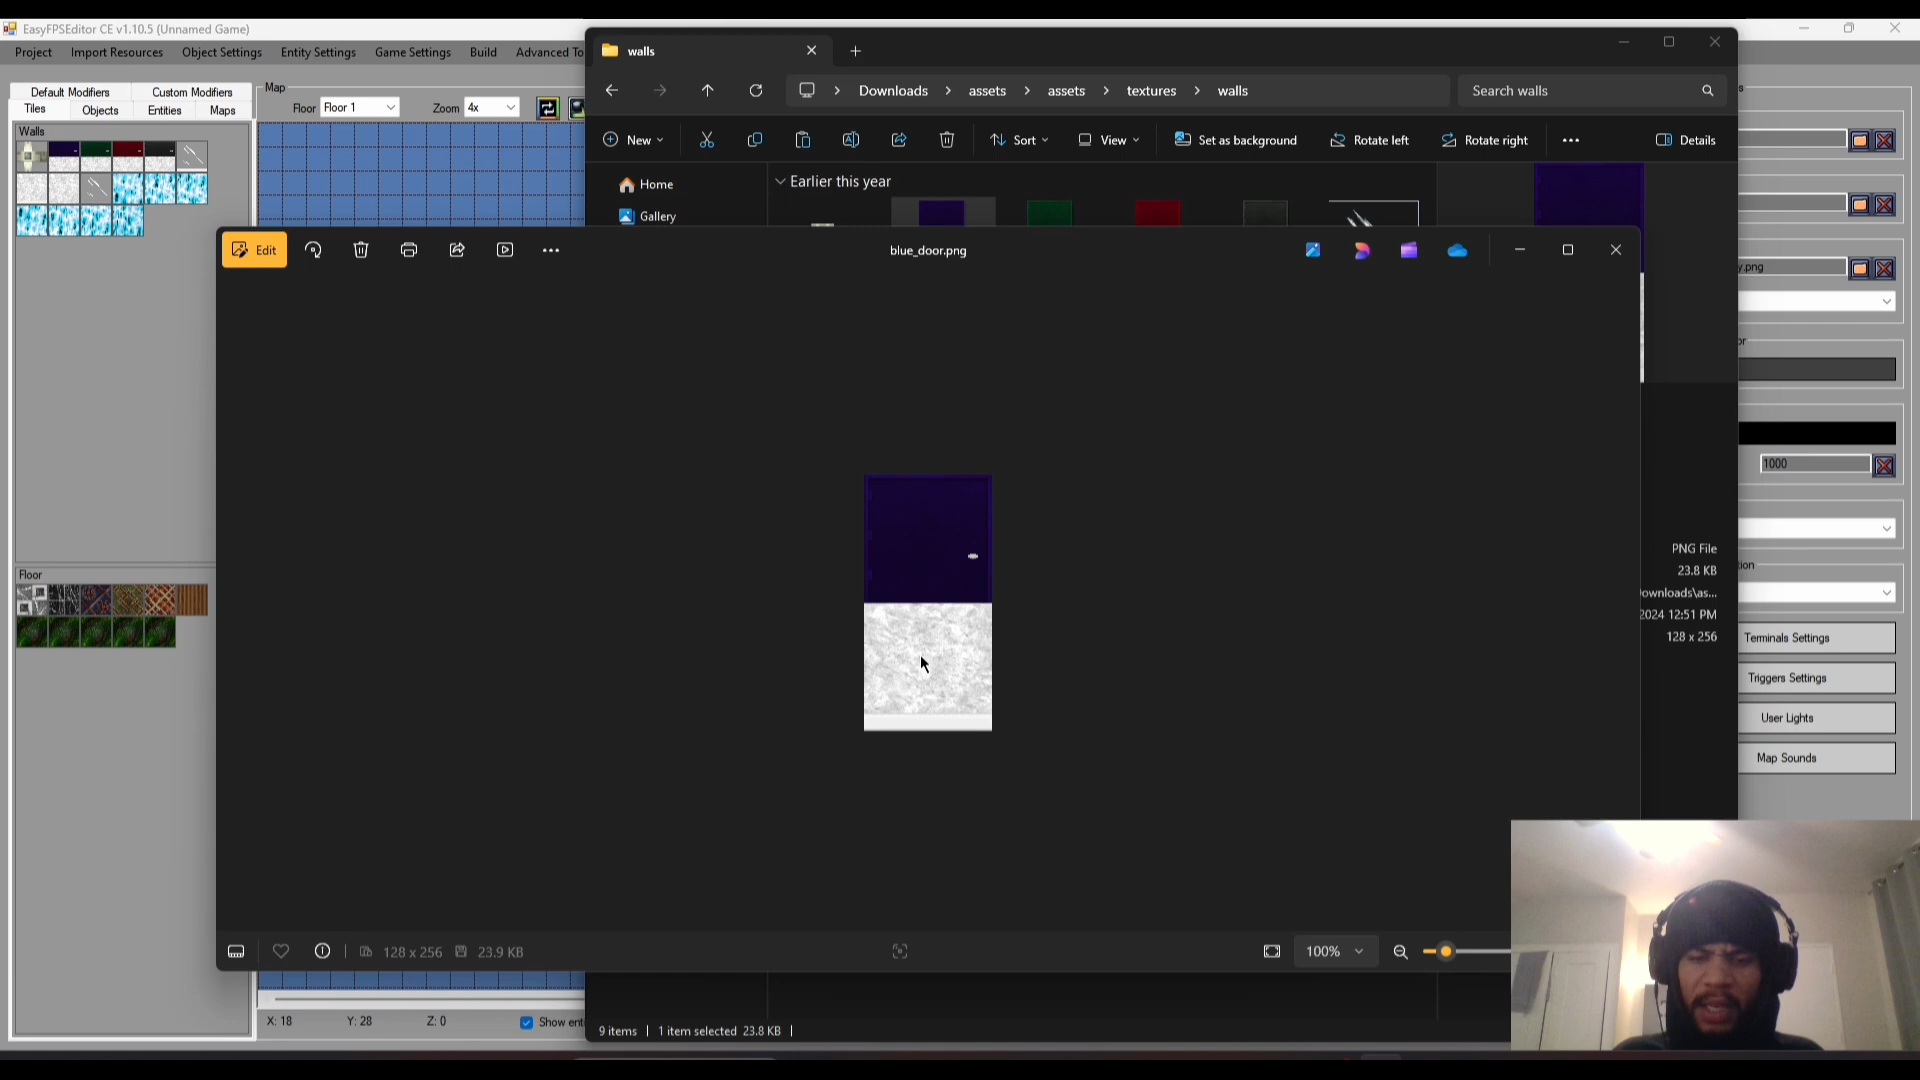 EasyFPSEditor CE v1.10.5 (Unnamed Game)
Project Import Resources Object Settings Entity Settings Game Settings Build Advanced To
Default Modifiers Custom Modifiers
Tiles Objects Entities Maps
Walls
Map
Floor Floor 1 Zoom 4x
walls
Downloads assets assets textures walls
Search walls
New Sort View Set as background Rotate left Rotate right Details
Home
Gallery
Earlier this year
Edit
blue_door.png
y.png
1000
PNG File
23.8 KB
ownloads\as...
2024 12:51 PM
128 x 256
Floor
Terminals Settings
Triggers Settings
User Lights
Map Sounds
128 x 256 23.9 KB
100%
X: 18 Y: 28 Z: 0 Show ent
9 items 1 item selected 23.8 KB